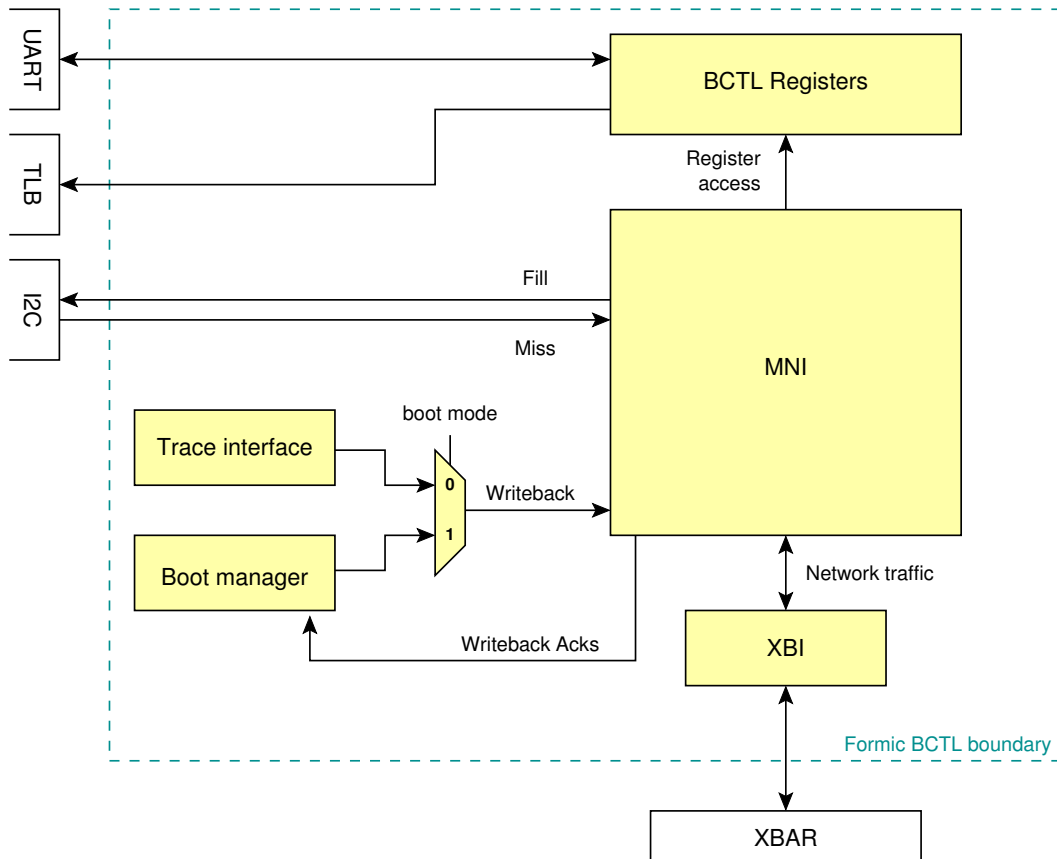 UART
BCTL Registers
TLB
Register
access
I2C
Fill
Miss
MNI
boot mode
Trace interface
0
Writeback
1
Boot manager
Network traffic
Writeback Acks
XBI
Formic BCTL boundary
XBAR